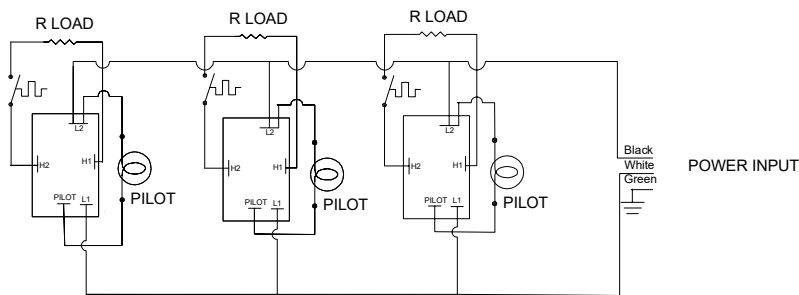 R LOAD
R LOAD
R LOAD
L2
H2
H1
PILOT
L1
PILOT
L2
H2
H1
PILOT
L1
PILOT
L2
H2
H1
PILOT
L1
PILOT
Black
White
Green
POWER INPUT